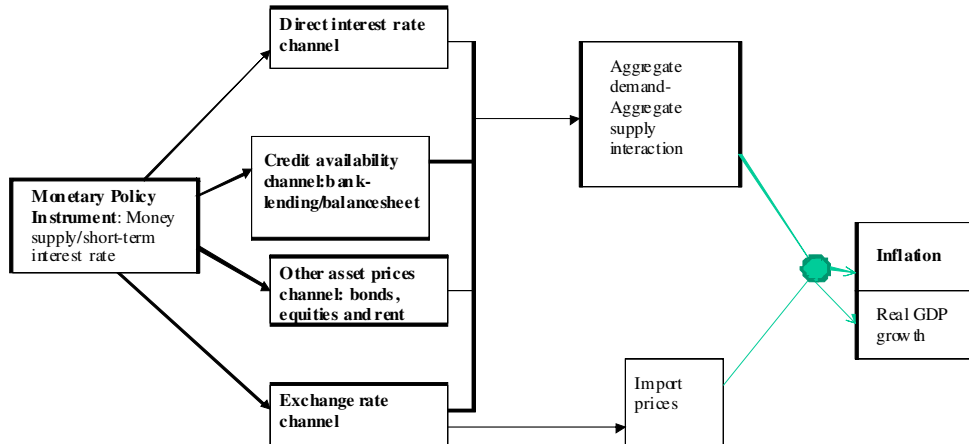 Direct interest rate
channel
Aggregate
demand-
Aggregate
supply
interaction
Credit availability
channel:bank-
lending/balancesheet
Monetary Policy
Instrument: Money
supply/short-term
interest rate
Other asset prices
channel: bonds,
equities and rent
Inflation
Real GDP
growth
Exchange rate
channel
Import
prices